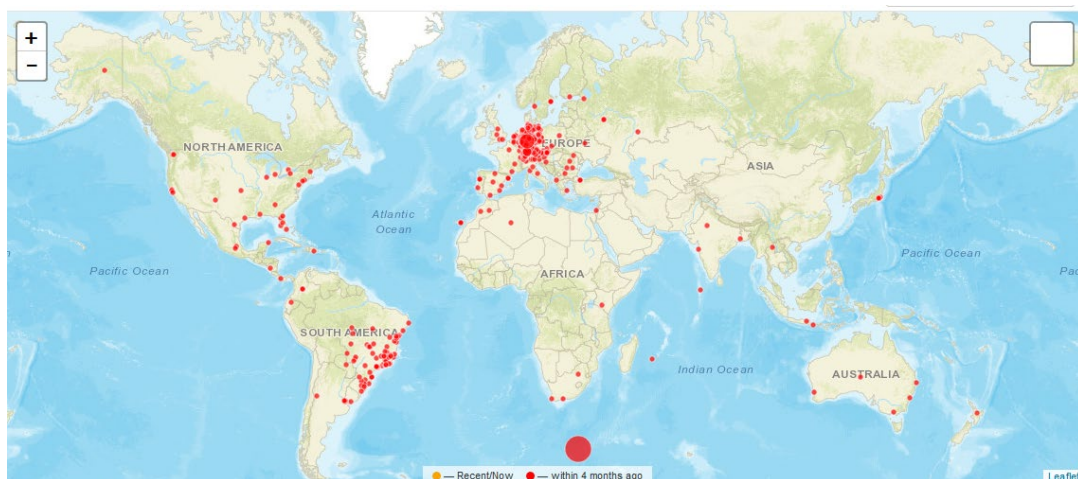 +
−
NORTH AMERICA
EUROPE
ASIA
Atlantic
Ocean
Pacific Ocean
Pacific Ocean
Pac
AFRICA
SOUTH AMERICA
Indian Ocean
AUSTRALIA
— Recent/Now — within 4 months ago
Leaflet